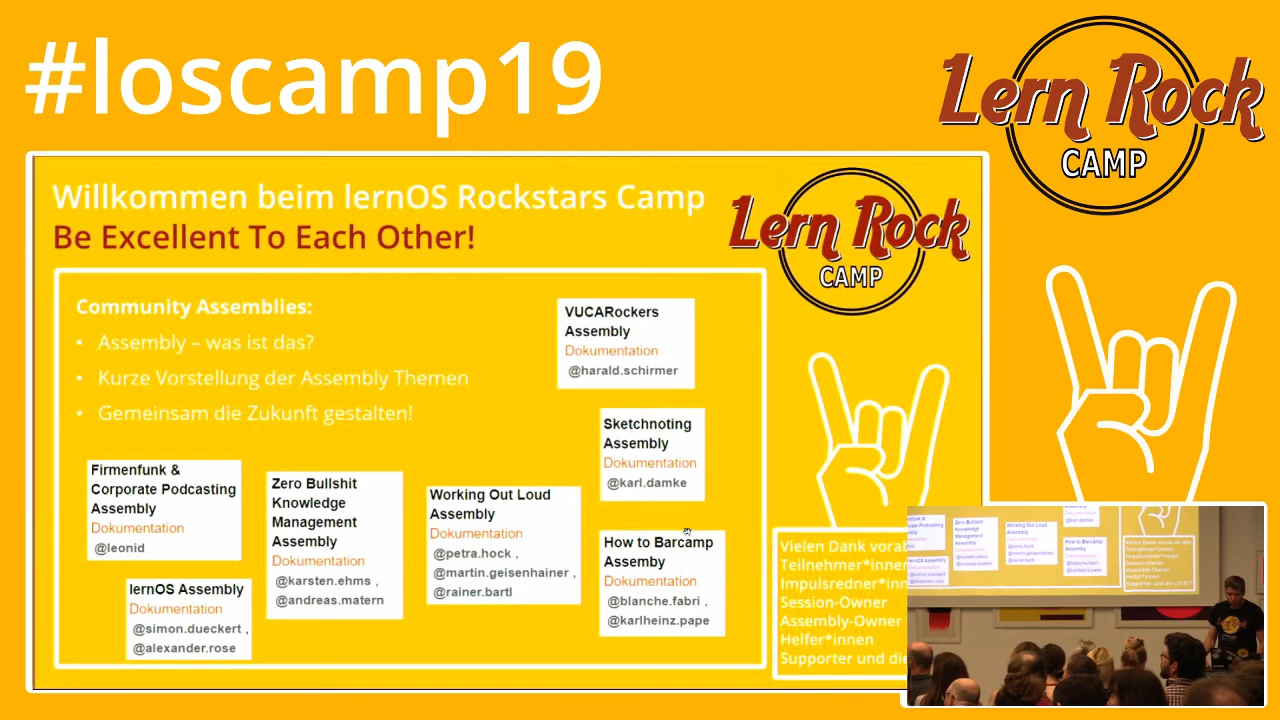 #loscamp19
Lern Rock
CAMP
Willkommen beim lernOS Rockstars Camp
Be Excellent To Each Other!
Lern Rock
CAMP
Community Assemblies:
• Assembly – was ist das?
• Kurze Vorstellung der Assembly Themen
• Gemeinsam die Zukunft gestalten!
VUCARockers
Assembly
Dokumentation
@harald.schirmer
Sketchnoting
Assembly
Dokumentation
@karl.damke
Firmenfunk &
Corporate Podcasting
Assembly
Dokumentation
@leonid
Zero Bullshit
Knowledge
Management
Assembly
Dokumentation
@karsten.ehms ,
@andreas.matern
Working Out Loud
Assembly
Dokumentation
@petra.hock ,
@martin.geisenhainer ,
@rainer.bartl
How to Barcamp
Assemby
Dokumentation
@blanche.fabri ,
@karlheinz.pape
lernOS Assembly
Dokumentation
@simon.dueckert ,
@alexander.rose
Vielen Dank vorab
Teilnehmer*innen
Impulsredner*inn
Session-Owner
Assembly-Owner
Helfer*innen
Supporter und die